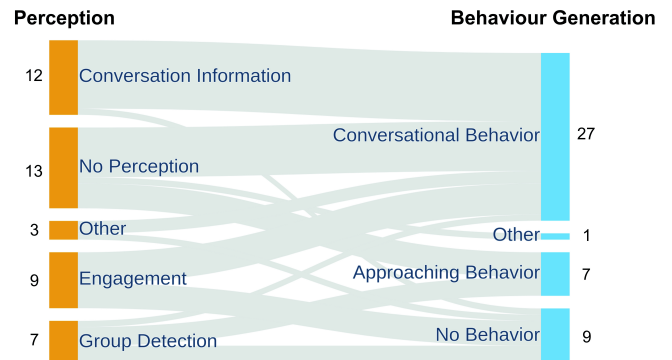 Perception
Behaviour Generation
12
Conversation Information
Conversational Behavior
27
13
No Perception
3
Other
Other
1
9
Engagement
Approaching Behavior
7
7
Group Detection
No Behavior
9